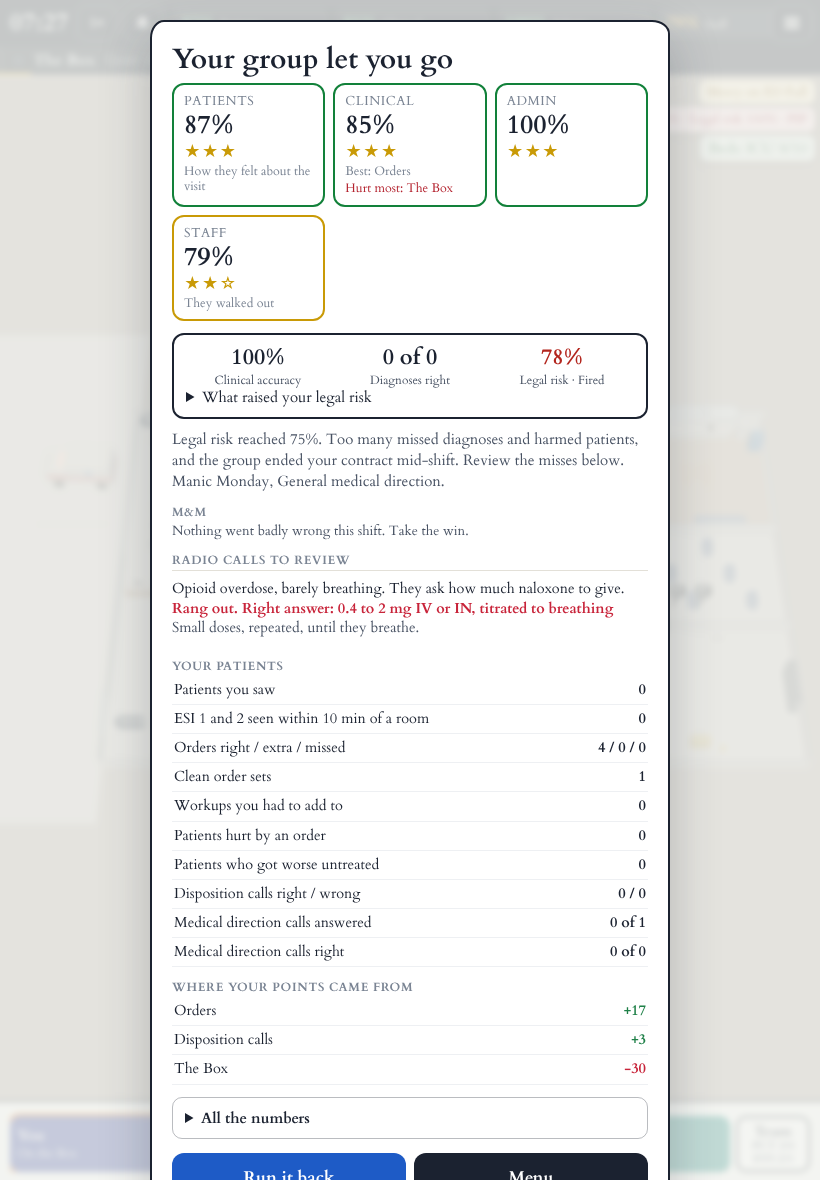 07:27
The Box
Your group let you go
PATIENTS
87%
★★★
How they felt about the
visit
CLINICAL
85%
★★★
Best: Orders
Hurt most: The Box
ADMIN
100%
★★★
STAFF
79%
★★☆
They walked out
100%
Clinical accuracy
0 of 0
Diagnoses right
78%
Legal risk · Fired
▶ What raised your legal risk
Legal risk reached 75%. Too many missed diagnoses and harmed patients,
and the group ended your contract mid-shift. Review the misses below.
Manic Monday, General medical direction.
M&M
Nothing went badly wrong this shift. Take the win.
RADIO CALLS TO REVIEW
Opioid overdose, barely breathing. They ask how much naloxone to give.
Rang out. Right answer: 0.4 to 2 mg IV or IN, titrated to breathing
Small doses, repeated, until they breathe.
YOUR PATIENTS
Patients you saw 0
ESI 1 and 2 seen within 10 min of a room 0
Orders right / extra / missed 4 / 0 / 0
Clean order sets 1
Workups you had to add to 0
Patients hurt by an order 0
Patients who got worse untreated 0
Disposition calls right / wrong 0 / 0
Medical direction calls answered 0 of 1
Medical direction calls right 0 of 0
WHERE YOUR POINTS CAME FROM
Orders +17
Disposition calls +3
The Box -30
▶ All the numbers
Run it back
Menu